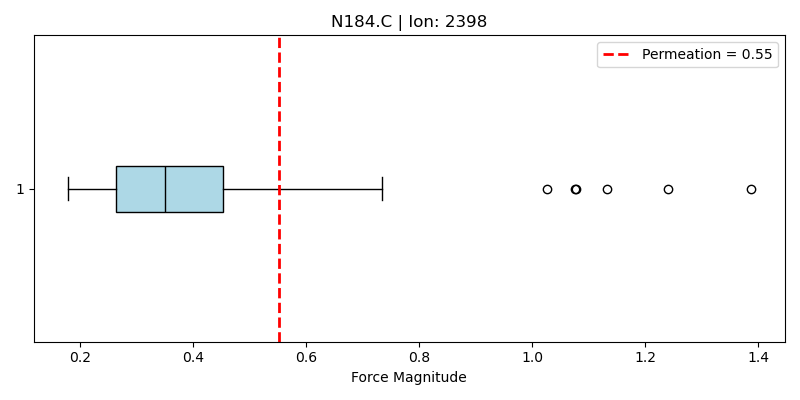 N184.C | Ion: 2398
Permeation = 0.55
1
0.2 0.4 0.6 0.8 1.0 1.2 1.4
Force Magnitude